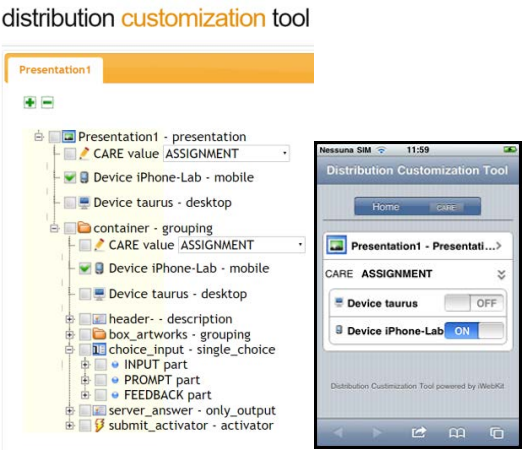 distribution customization tool
Presentation1
Presentation1 - presentation
CARE value ASSIGNMENT
Device iPhone-Lab - mobile
Device taurus - desktop
container - grouping
CARE value ASSIGNMENT
Device iPhone-Lab - mobile
Device taurus - desktop
header- - description
box_artworks - grouping
choice_input - single_choice
INPUT part
PROMPT part
FEEDBACK part
server_answer - only_output
submit_activator - activator
Nessuna SIM 11:59
Distribution Customization Tool
Home CARE
Presentation1 - Presentati...
CARE ASSIGNMENT
Device taurus OFF
Device iPhone-Lab ON
Distribution Custimization Tool powered by iWebKit